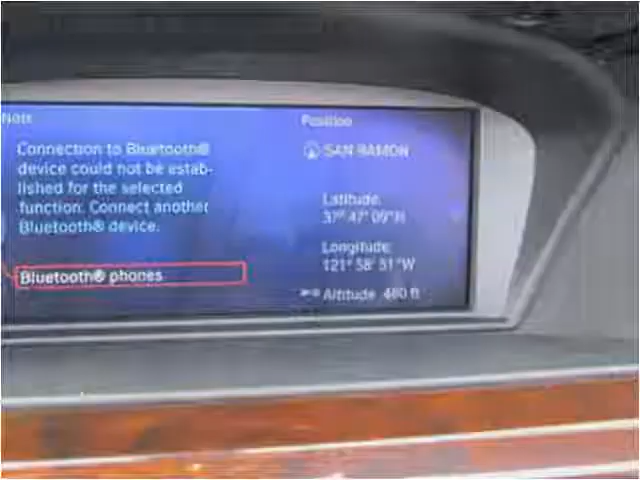 Note
Connection to Bluetooth®
device could not be estab-
lished for the selected
function. Connect another
Bluetooth® device.
Bluetooth® phones
Position
SAN RAMON
Latitude:
37° 47' 09"N
Longitude:
121° 58' 51"W
Altitude: 460 ft